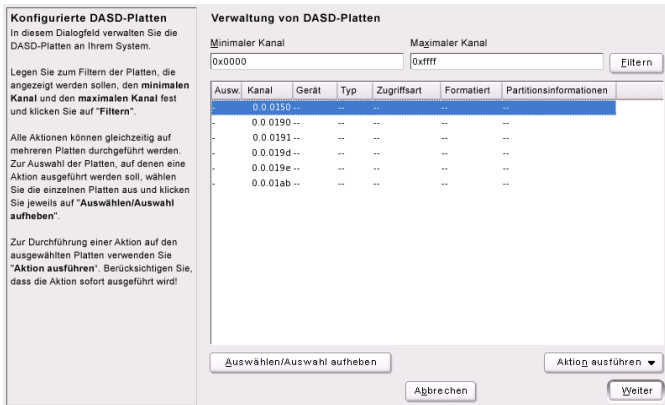 Konfigurierte DASD-Platten
In diesem Dialogfeld verwalten Sie die
DASD-Platten an Ihrem System.
Legen Sie zum Filtern der Platten, die
angezeigt werden sollen, den minimalen
Kanal und den maximalen Kanal fest
und klicken Sie auf "Filtern".
Alle Aktionen können gleichzeitig auf
mehreren Platten durchgeführt werden.
Zur Auswahl der Platten, auf denen eine
Aktion ausgeführt werden soll, wählen
Sie die einzelnen Platten aus und klicken
Sie jeweils auf "Auswählen/Auswahl
aufheben".
Zur Durchführung einer Aktion auf den
ausgewählten Platten verwenden Sie
"Aktion ausführen". Berücksichtigen Sie,
dass die Aktion sofort ausgeführt wird!
Verwaltung von DASD-Platten
Minimaler Kanal Maximaler Kanal
0x0000 0xffff Filtern
Ausw. Kanal Gerät Typ Zugriffsart Formatiert Partitionsinformationen
- 0.0.0150 -- -- -- -- --
- 0.0.0190 -- -- -- -- --
- 0.0.0191 -- -- -- -- --
- 0.0.019d -- -- -- -- --
- 0.0.019e -- -- -- -- --
- 0.0.01ab -- -- -- -- --
Auswählen/Auswahl aufheben Aktion ausführen
Abbrechen Weiter